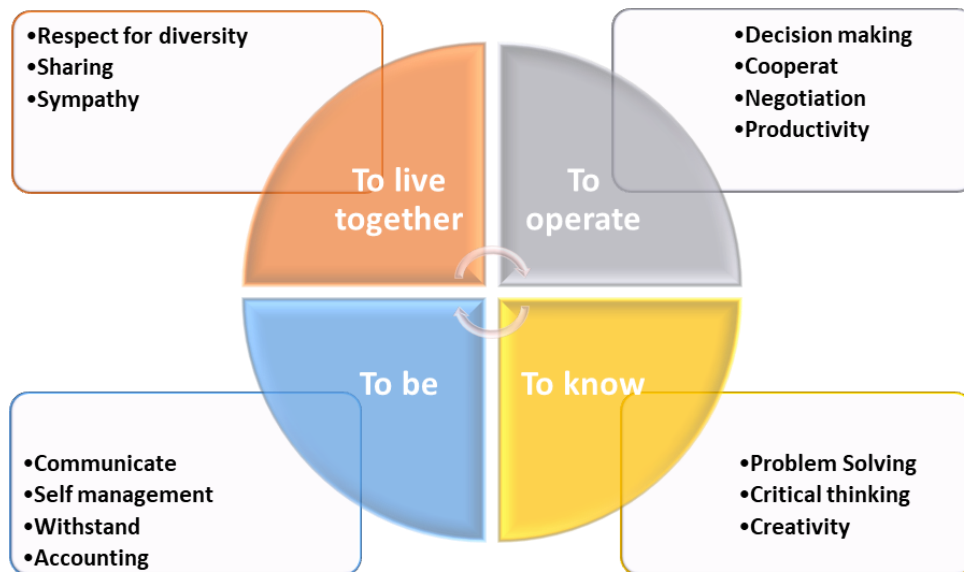 •Respect for diversity
•Sharing
•Sympathy
•Decision making
•Cooperat
•Negotiation
•Productivity
To live
together
To
operate
To be
To know
•Communicate
•Self management
•Withstand
•Accounting
•Problem Solving
•Critical thinking
•Creativity